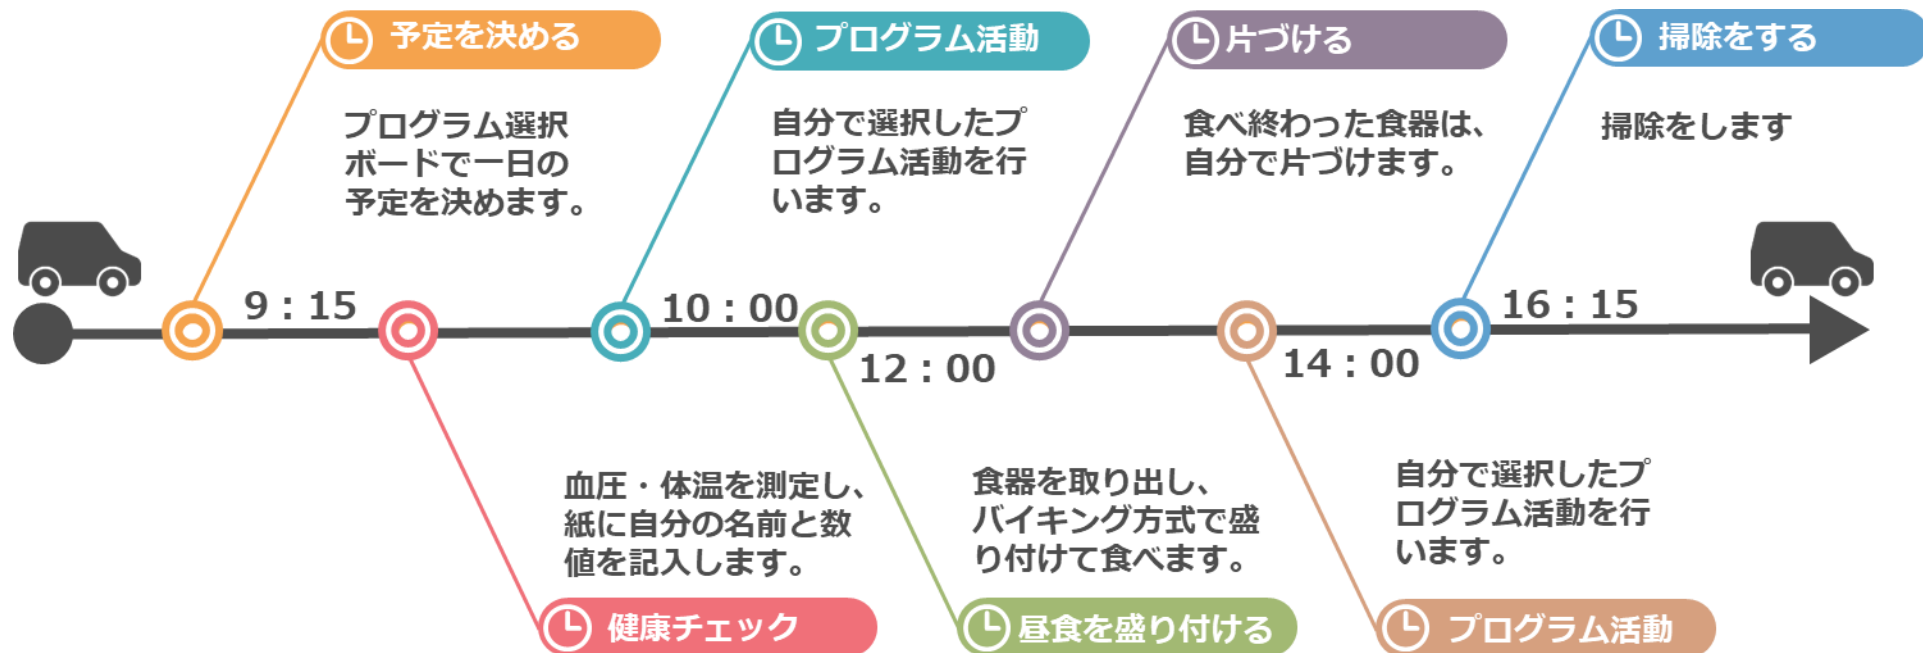 予定を決める
プログラム選択
ボードで一日の
予定を決めます。
9：15
健康チェック
血圧・体温を測定し、
紙に自分の名前と数
値を記入します。
プログラム活動
自分で選択したプ
ログラム活動を行
います。
10：00
昼食を盛り付ける
食器を取り出し、
バイキング方式で盛
り付けて食べます。
12：00
片づける
食べ終わった食器は、
自分で片づけます。
プログラム活動
自分で選択したプ
ログラム活動を行
います。
14：00
掃除をする
掃除をします
16：15